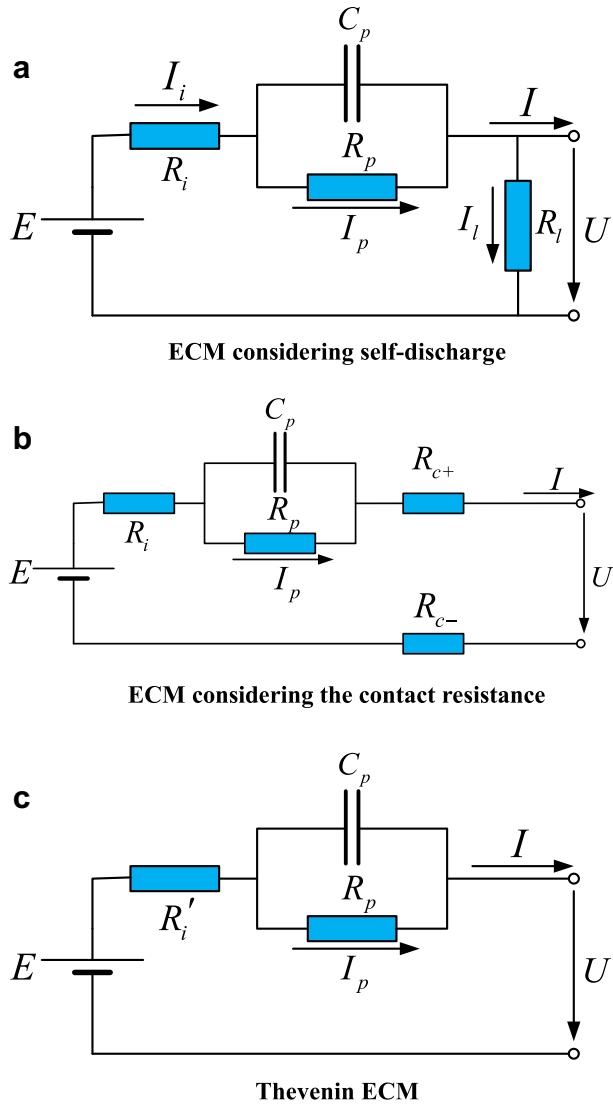 a
C_p
I_i
I
R_i
R_p
I_p
I_l
R_l
E
U
ECM considering self-discharge
b
C_p
R_c+
I
R_i
R_p
I_p
E
U
R_c−
ECM considering the contact resistance
c
C_p
I
R_i′
R_p
I_p
E
U
Thevenin ECM